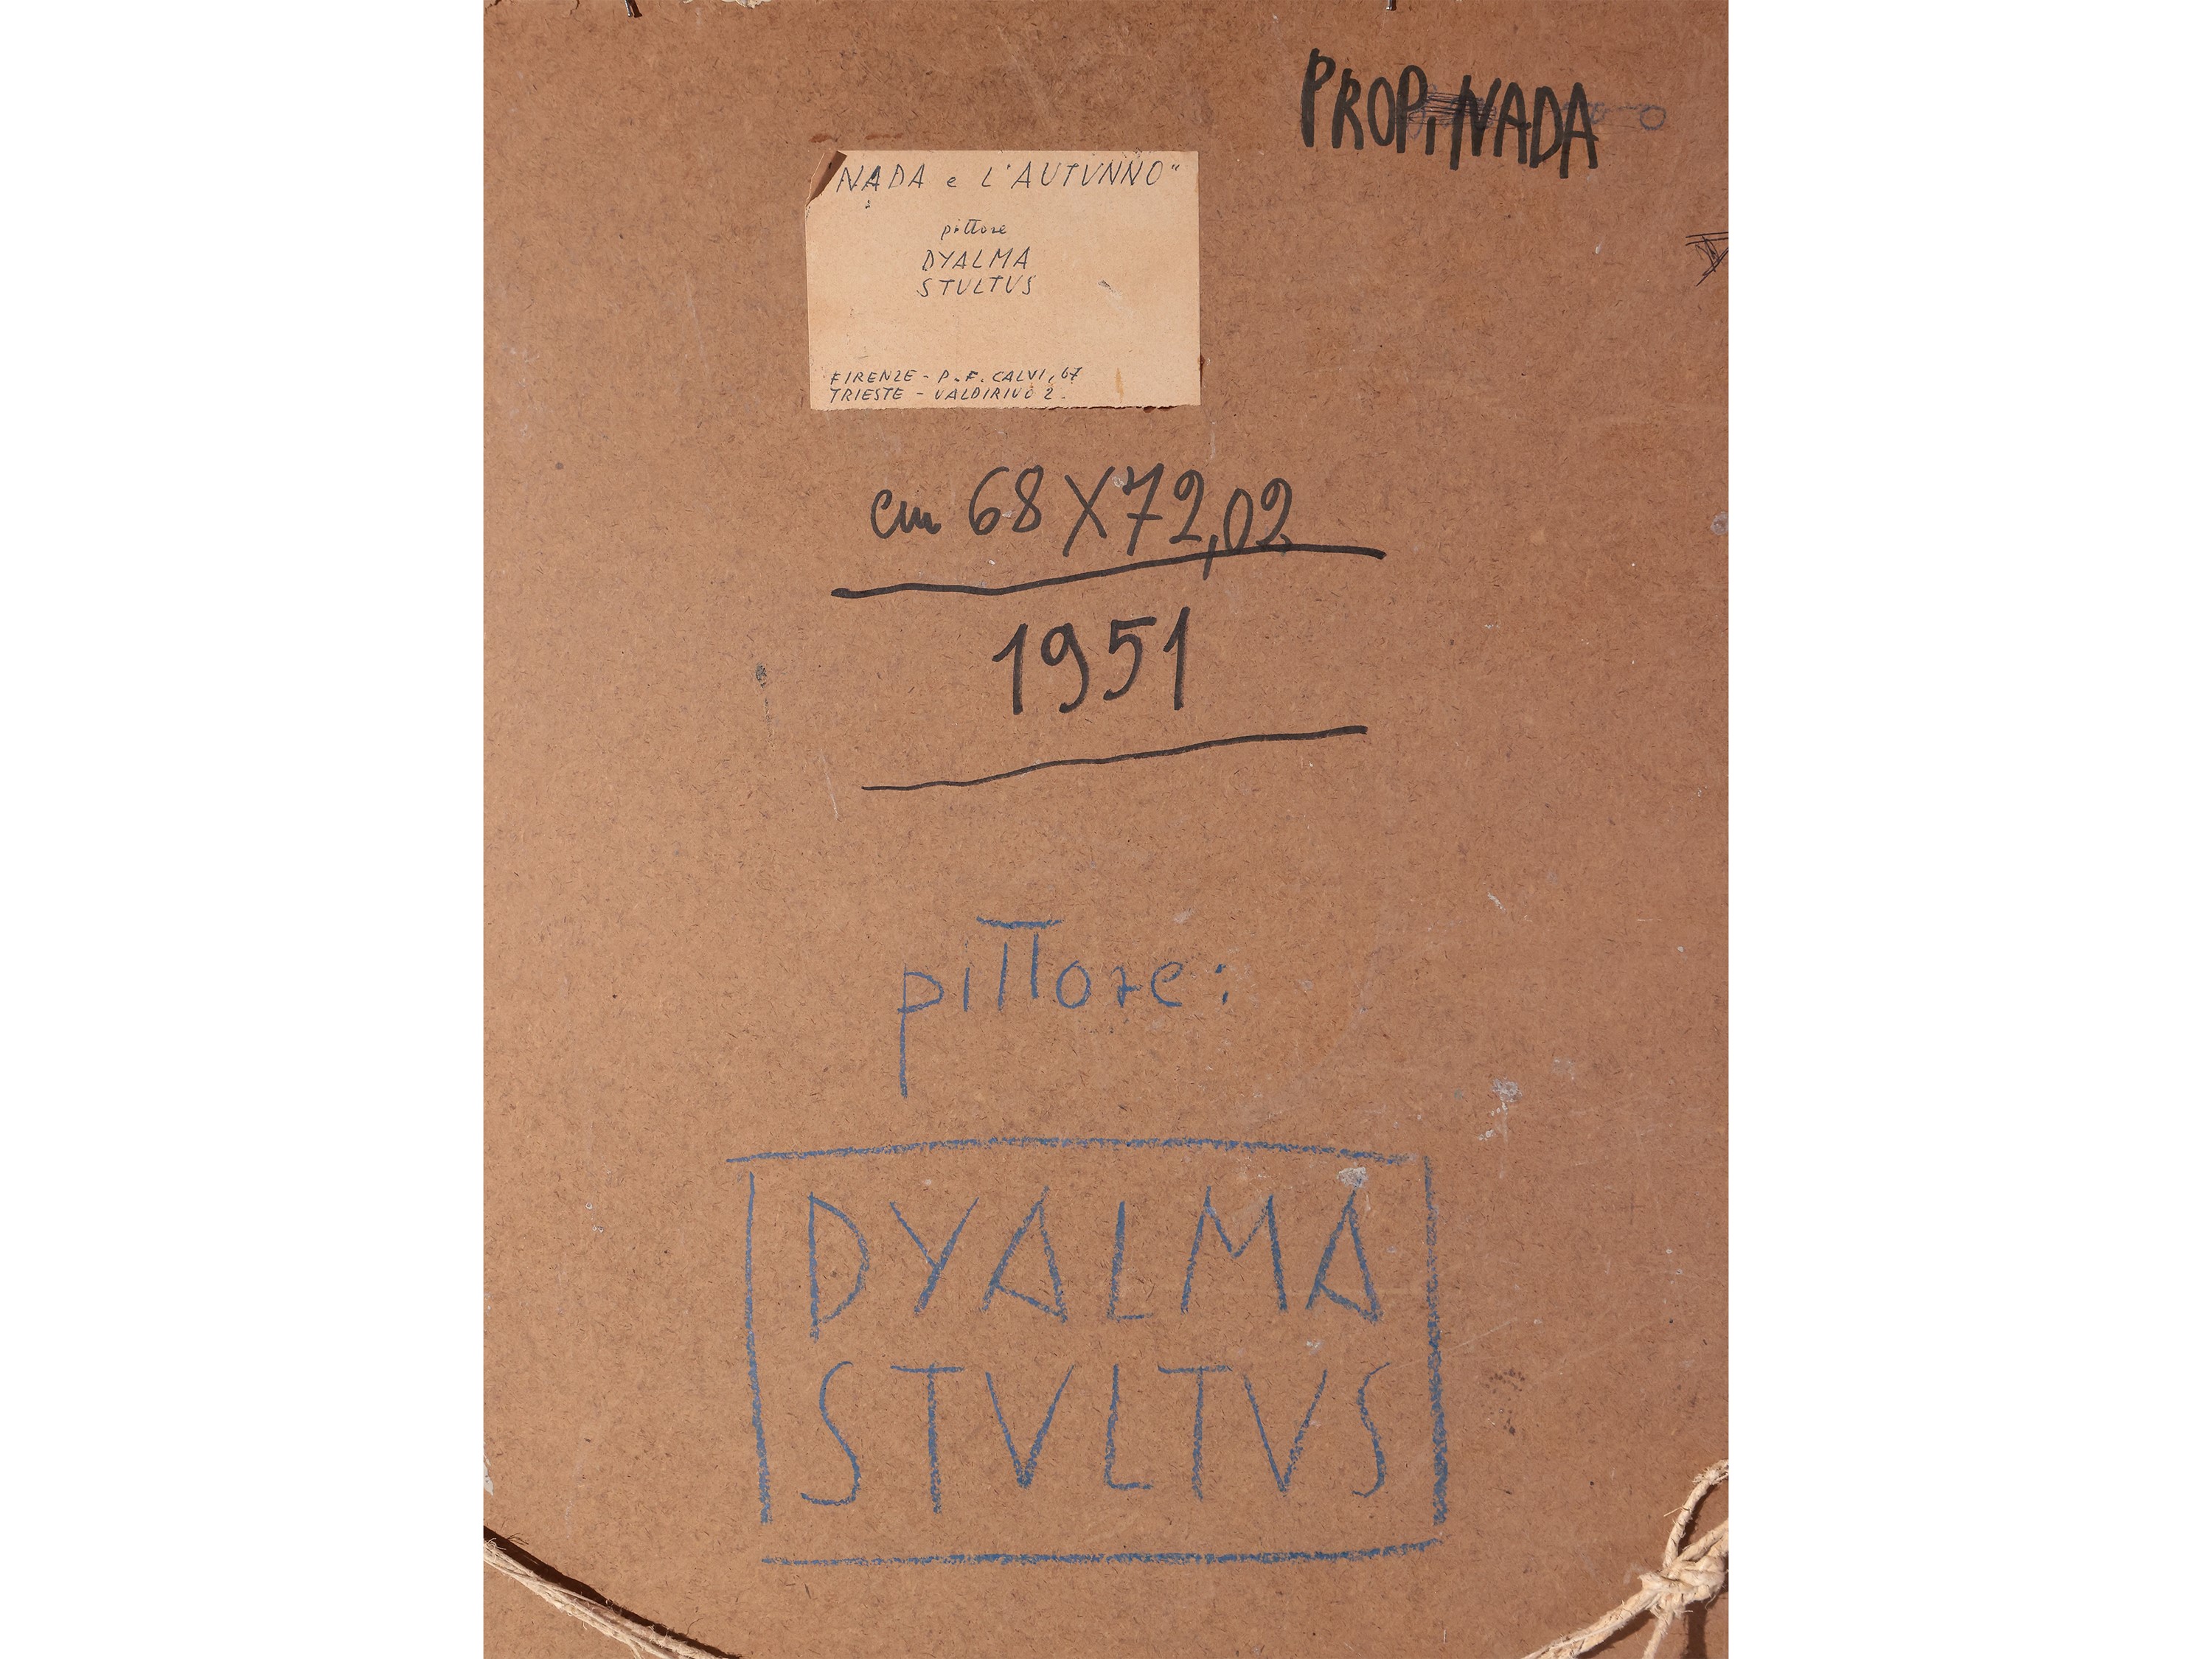 PROP. NADA
NADA e L'AUTUNNO"
pittore
DYALMA
STULTUS
FIRENZE - P.F. CALVI, 67
TRIESTE - VALDIRIVO 2.
cm 68 X 72,02
1951
pittore:
DYALMA
STVLTVS